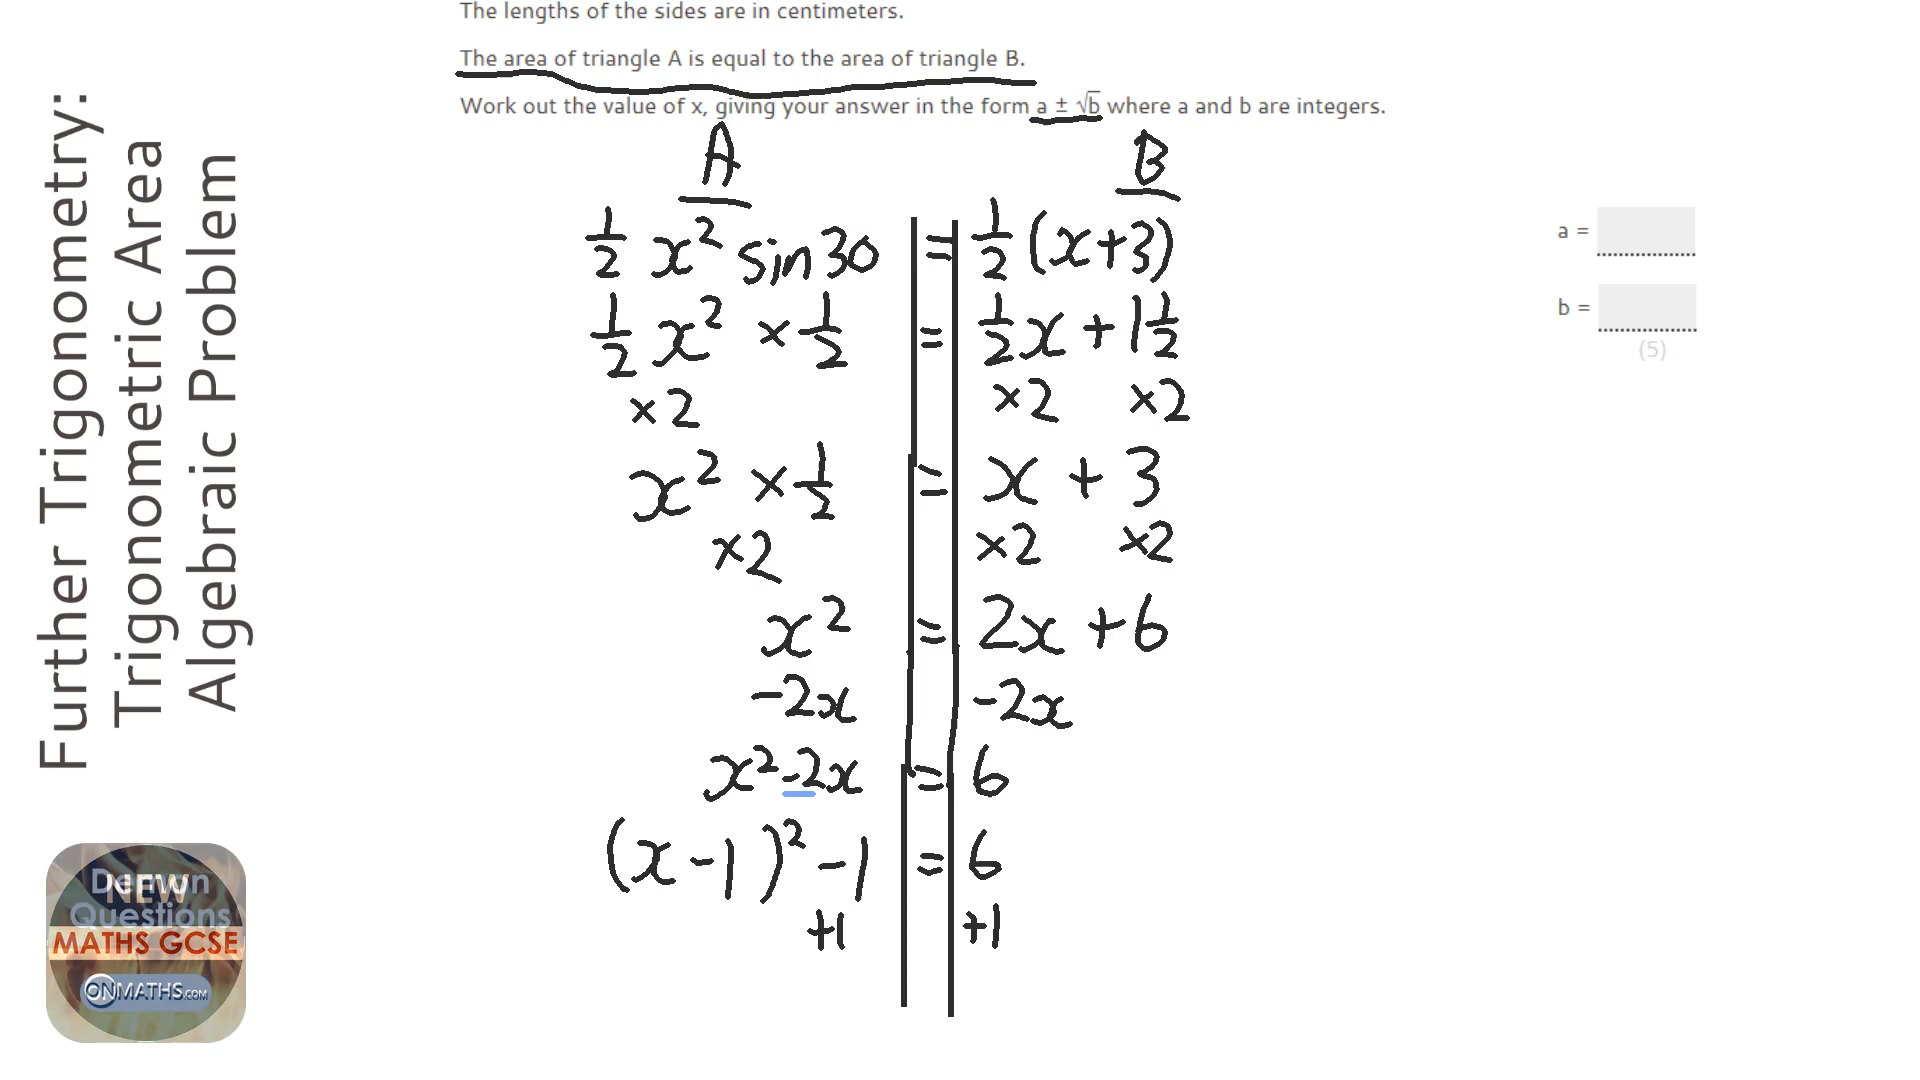 The lengths of the sides are in centimeters.
The area of triangle A is equal to the area of triangle B.
Work out the value of x, giving your answer in the form a ± √b where a and b are integers.
Further Trigonometry:
Trigonometric Area
Algebraic Problem
A B
½ x² sin30 = ½ (x+3)
½ x² × ½ = ½x + 1½
×2 ×2 ×2
x² × ½ = x + 3
×2 ×2 ×2
x² = 2x + 6
-2x -2x
x² -2x = 6
(x -1)² -1 = 6
+1 +1
a =
b =
(5)
Demon
NEW
Questions
MATHS GCSE
ONMATHS.COM